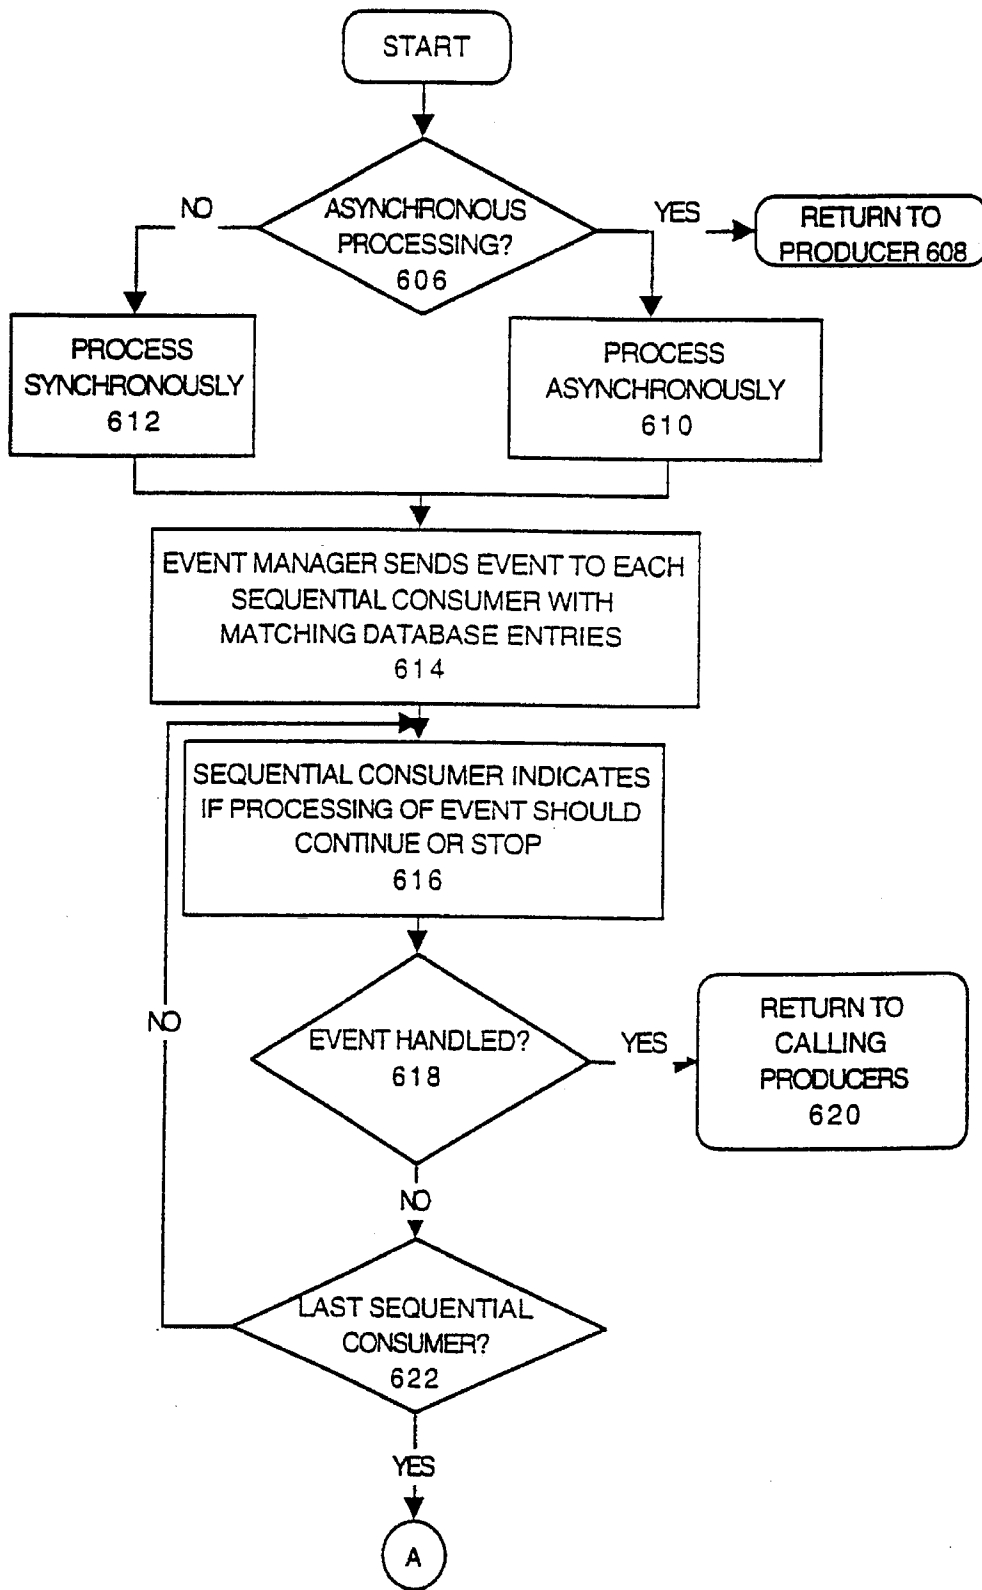 START
NO
ASYNCHRONOUS
PROCESSING?
606
YES
RETURN TO
PRODUCER 608
PROCESS
SYNCHRONOUSLY
612
PROCESS
ASYNCHRONOUSLY
610
EVENT MANAGER SENDS EVENT TO EACH
SEQUENTIAL CONSUMER WITH
MATCHING DATABASE ENTRIES
614
SEQUENTIAL CONSUMER INDICATES
IF PROCESSING OF EVENT SHOULD
CONTINUE OR STOP
616
NO
EVENT HANDLED?
618
YES
RETURN TO
CALLING
PRODUCERS
620
NO
LAST SEQUENTIAL
CONSUMER?
622
YES
A